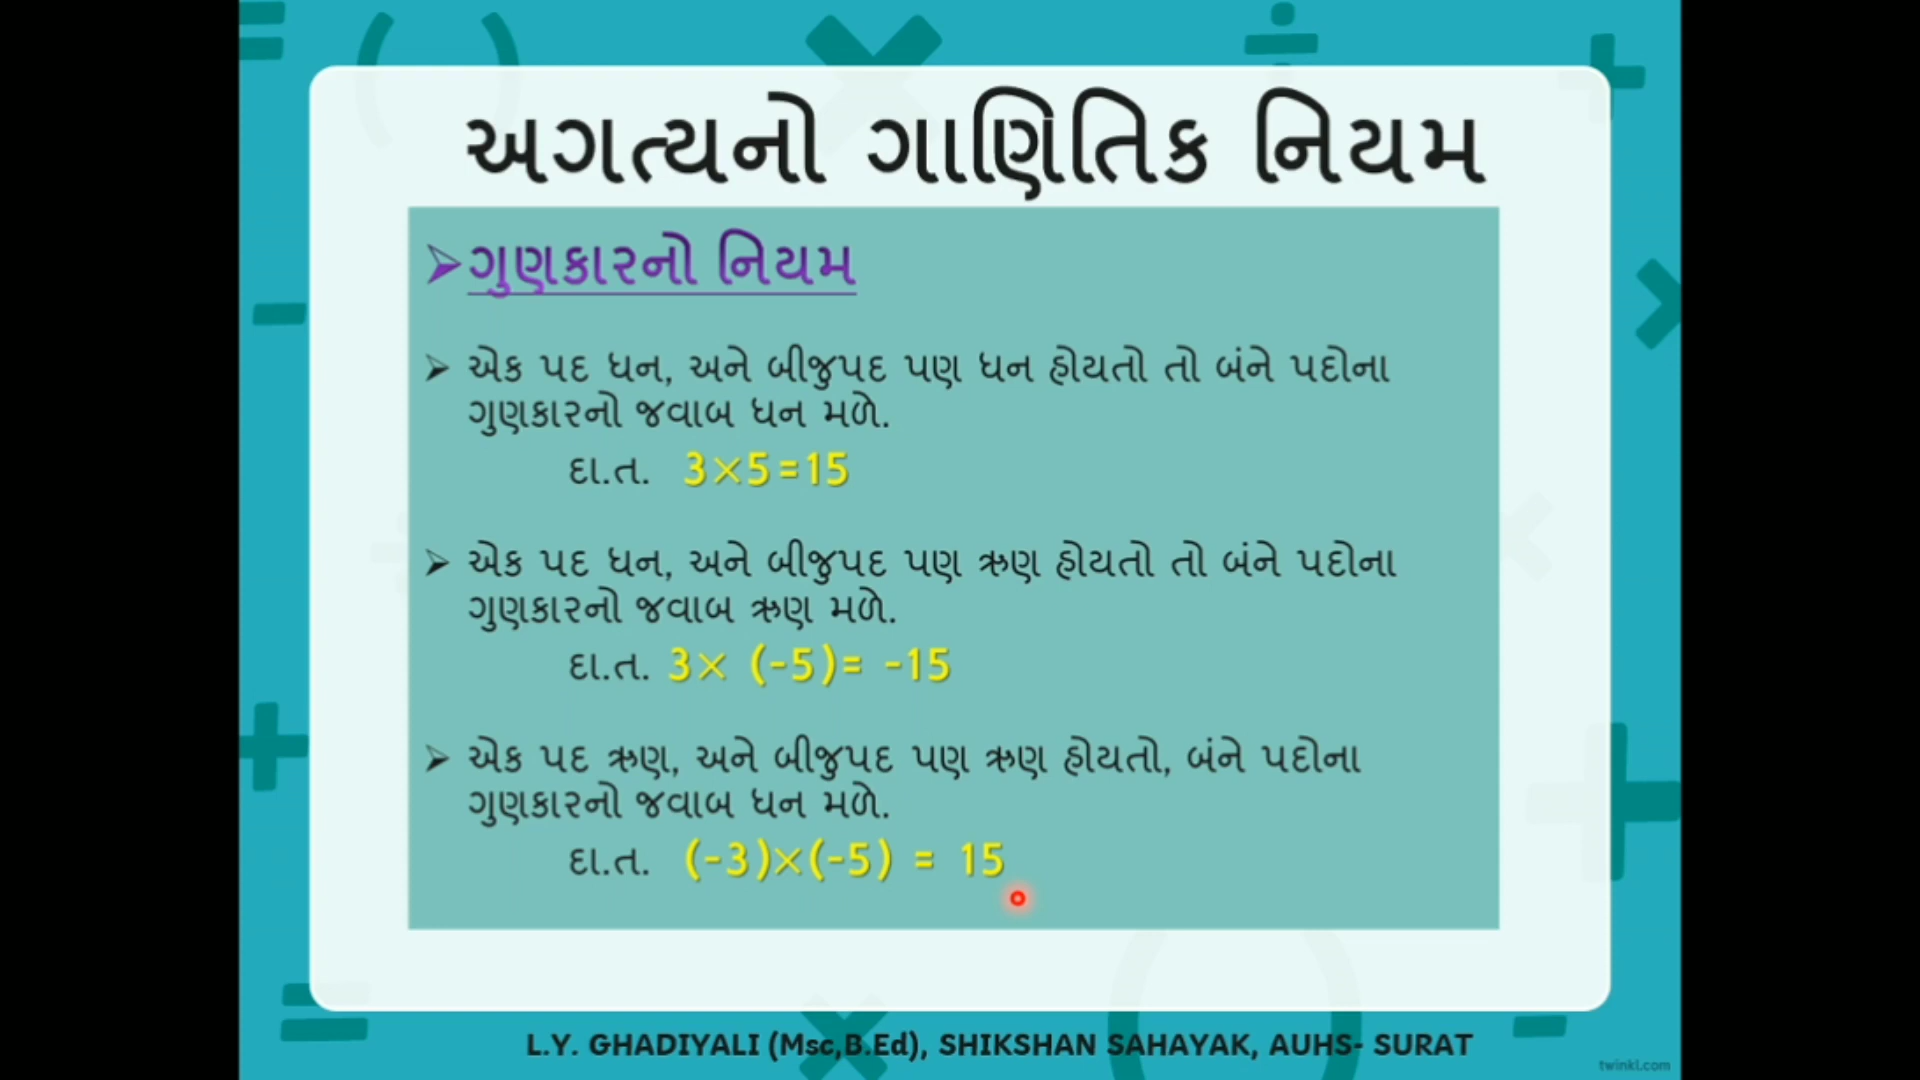 અગત્યનો ગાણિતિક નિયમ
➢ગુણકારનો નિયમ
➢ એક પદ ધન, અને બીજુપદ પણ ધન હોયતો તો બંને પદોના
ગુણકારનો જવાબ ધન મળે.
દા.ત. 3×5=15
➢ એક પદ ધન, અને બીજુપદ પણ ઋણ હોયતો તો બંને પદોના
ગુણકારનો જવાબ ઋણ મળે.
દા.ત. 3× (-5)= -15
➢ એક પદ ઋણ, અને બીજુપદ પણ ઋણ હોયતો, બંને પદોના
ગુણકારનો જવાબ ધન મળે.
દા.ત. (-3)×(-5) = 15
L.Y. GHADIYALI (Msc,B.Ed), SHIKSHAN SAHAYAK, AUHS- SURAT
twinkl.com